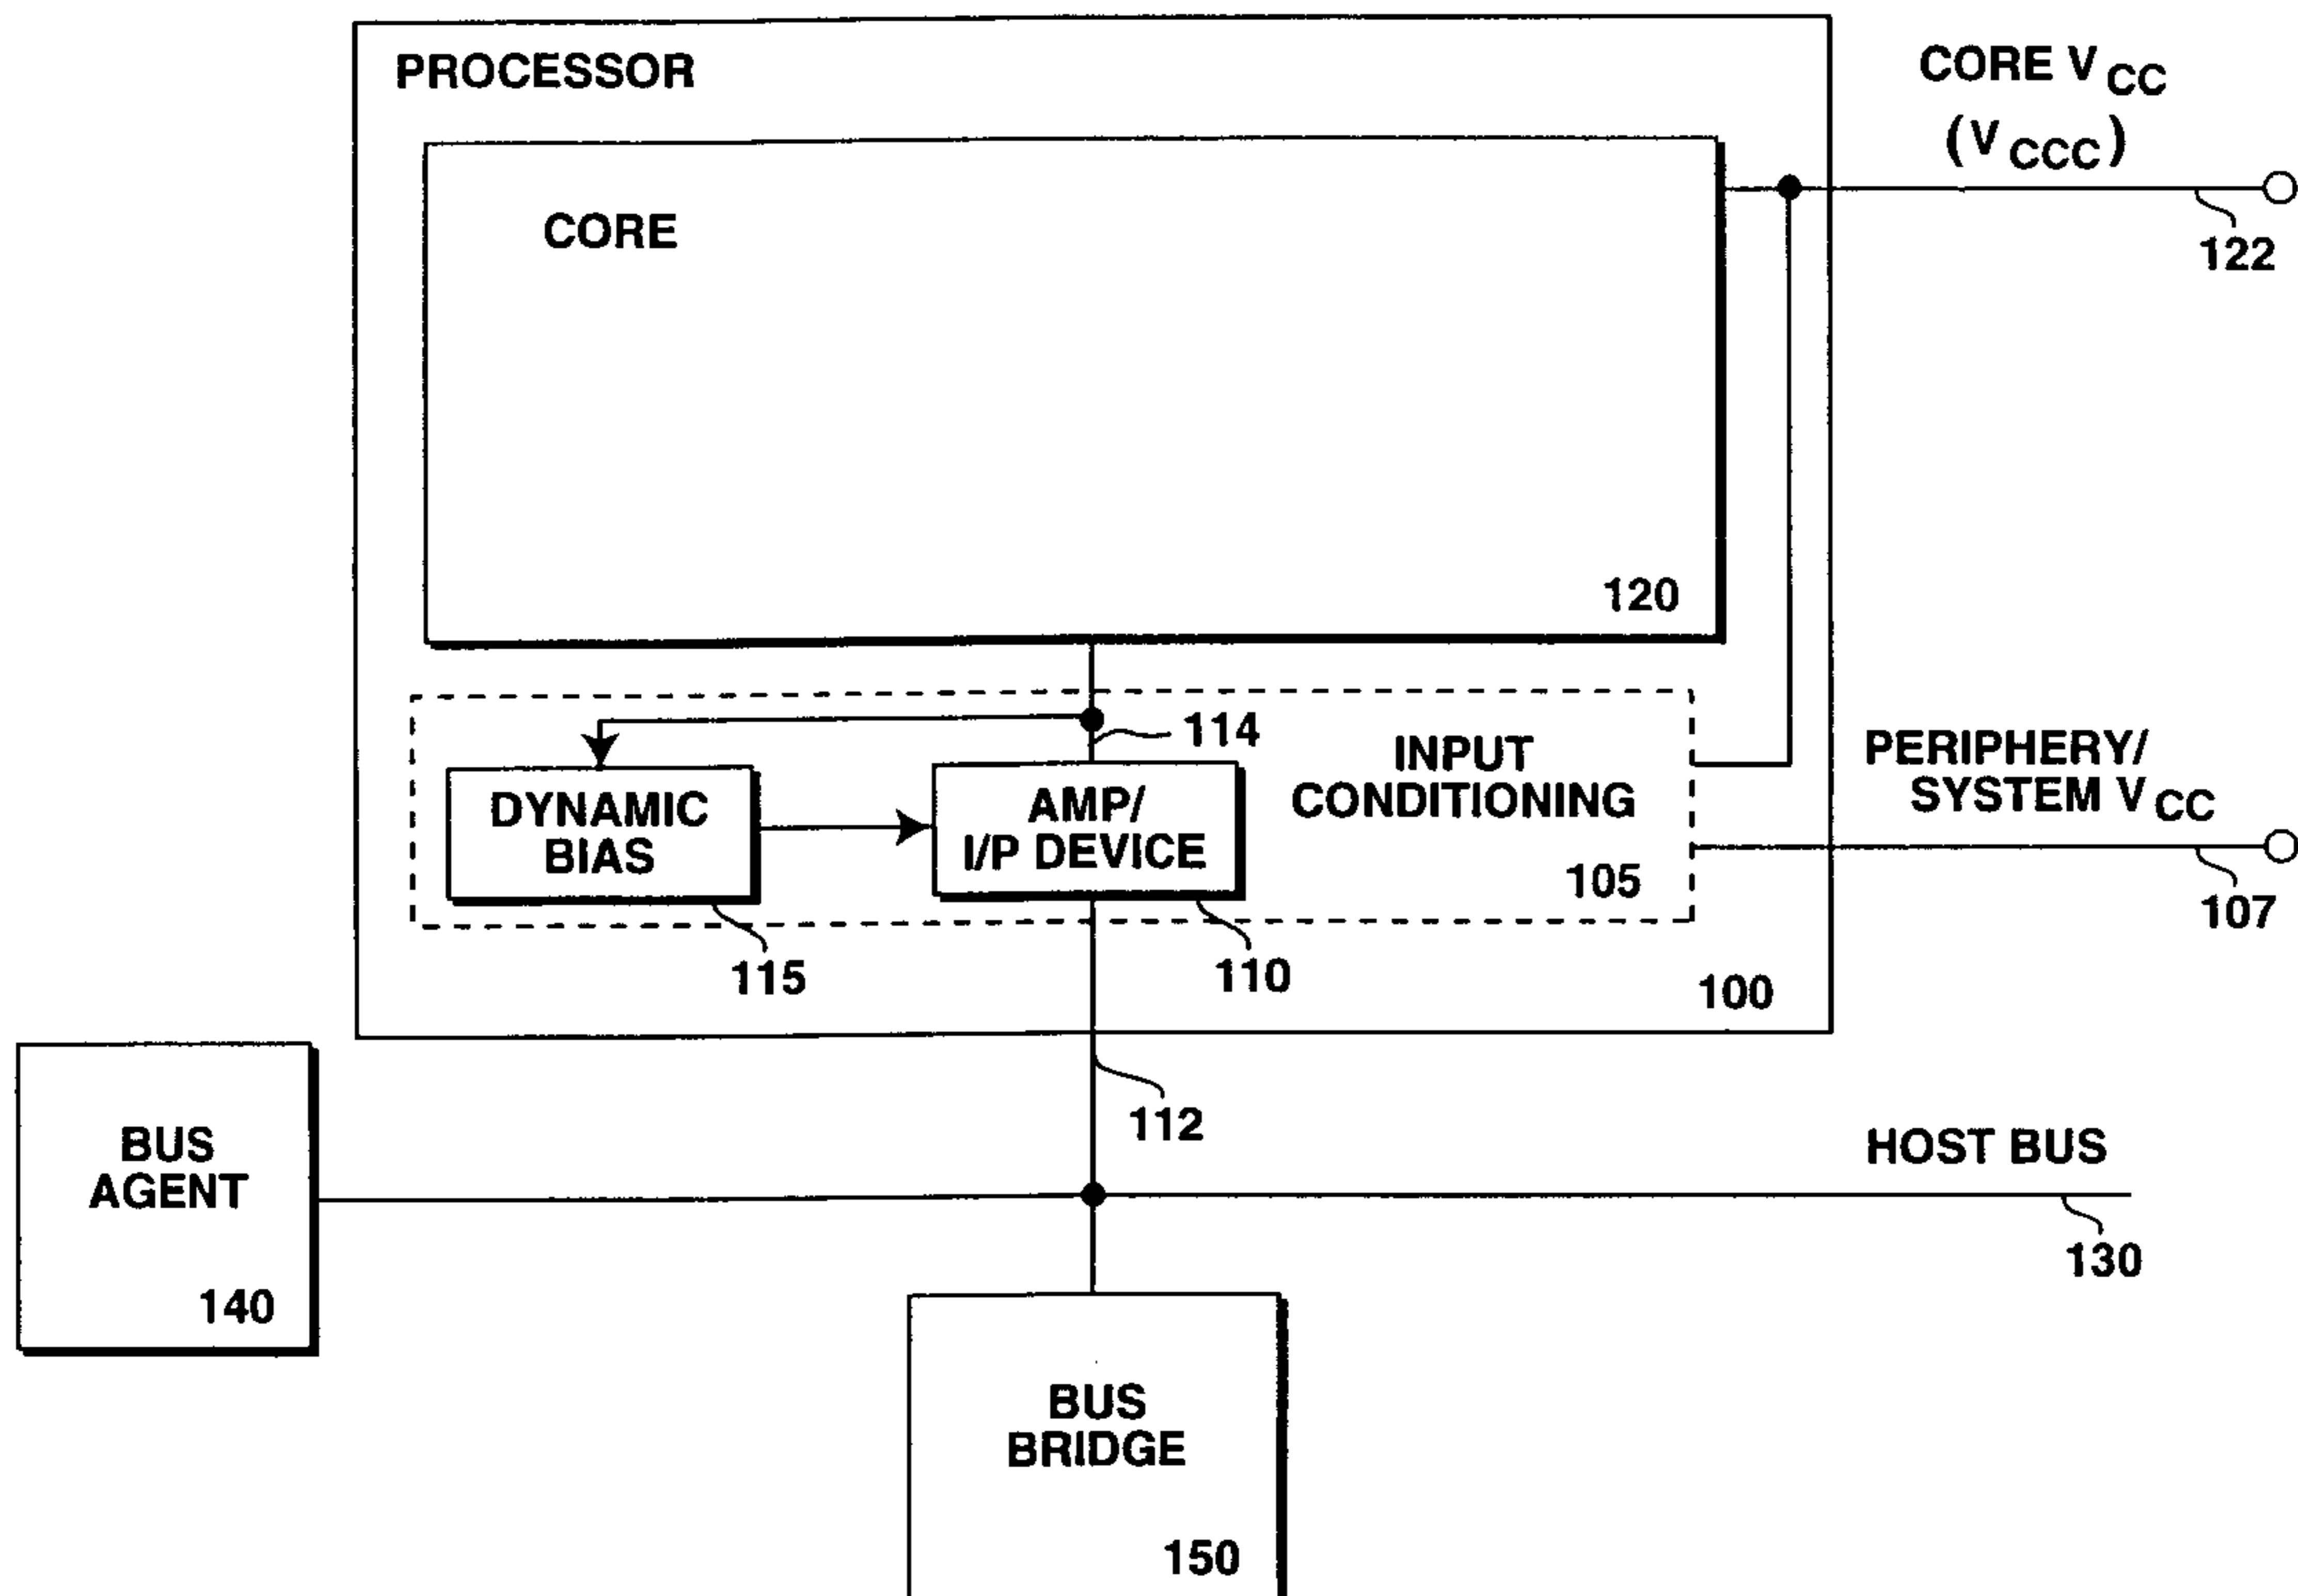 PROCESSOR
CORE V CC
(V CCC)
122
CORE
120
114
INPUT
CONDITIONING
105
DYNAMIC
BIAS
AMP/
I/P DEVICE
PERIPHERY/
SYSTEM V CC
107
115
110
100
112
BUS
AGENT
140
HOST BUS
130
BUS
BRIDGE
150